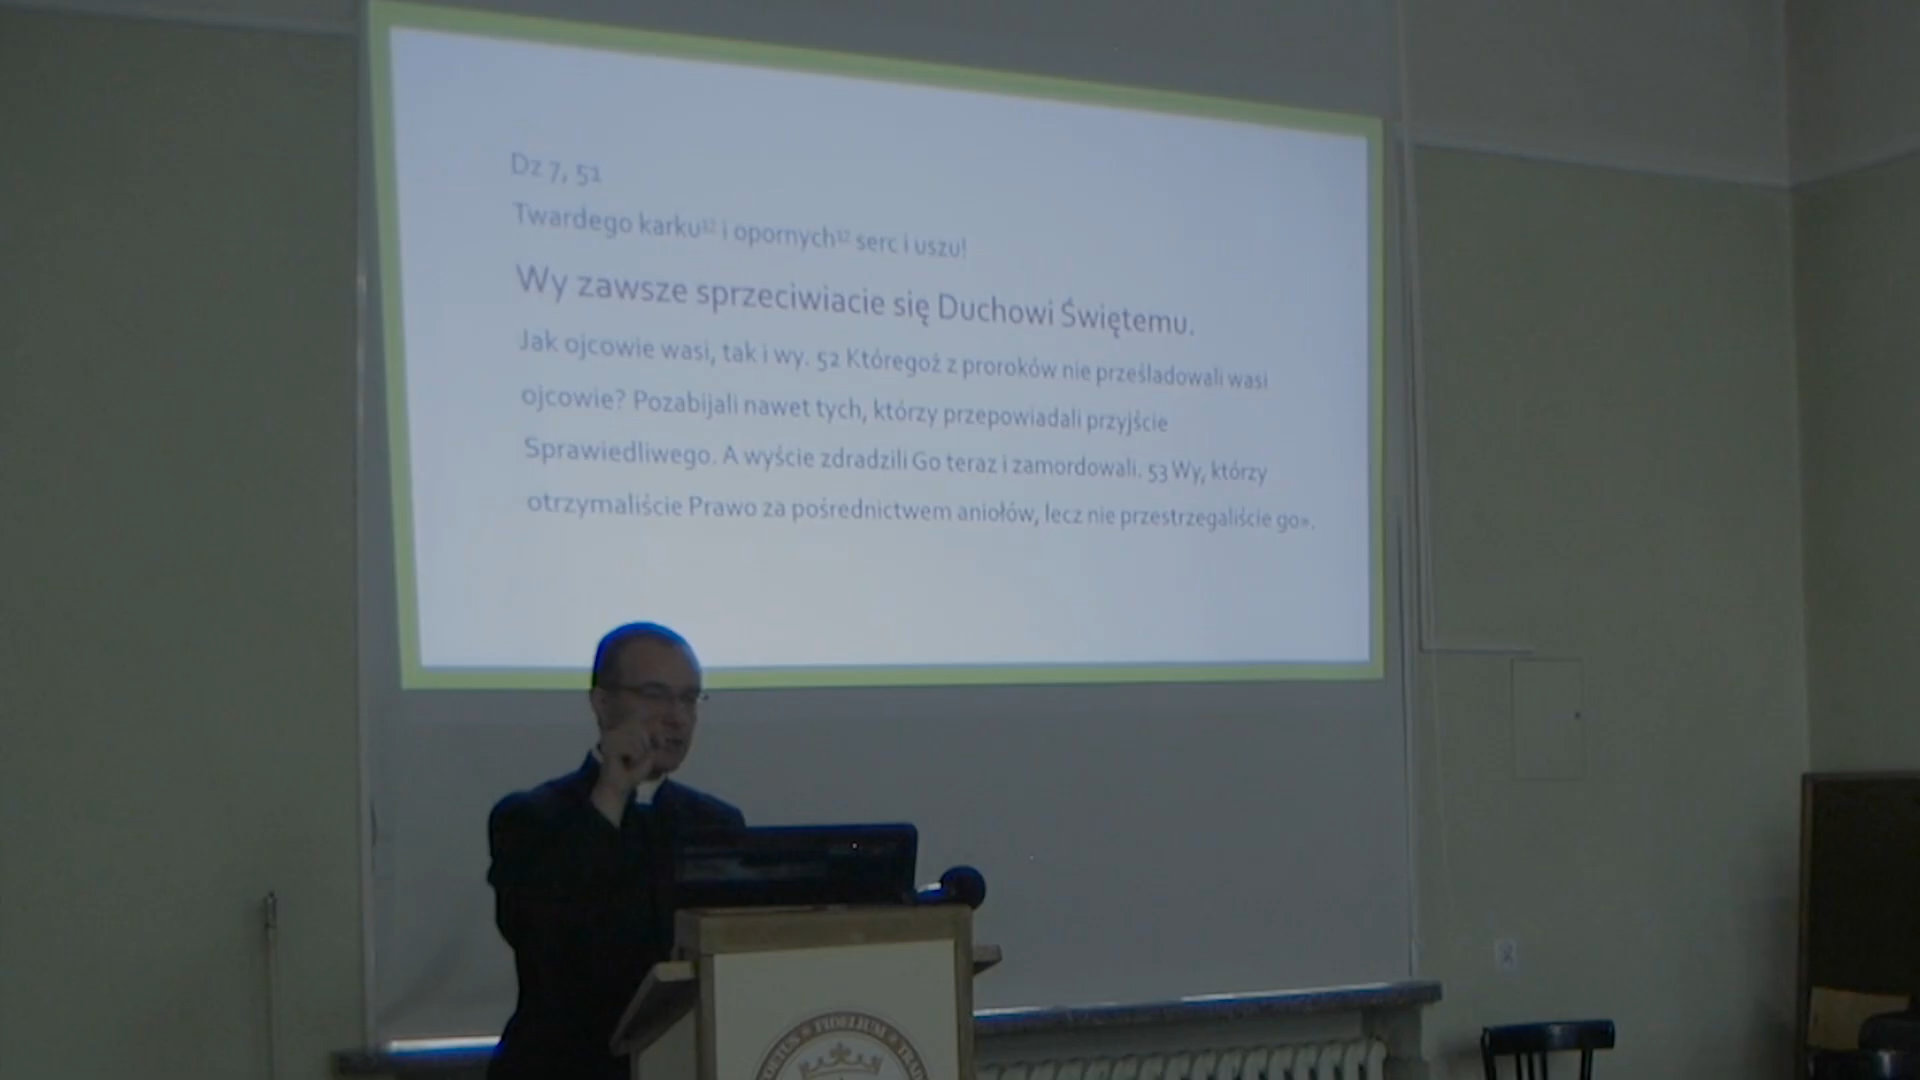 Dz 7, 51
Twardego karku¹² i opornych¹² serc i uszu!
Wy zawsze sprzeciwiacie się Duchowi Świętemu.
Jak ojcowie wasi, tak i wy. 52 Któregoż z proroków nie prześladowali wasi
ojcowie? Pozabijali nawet tych, którzy przepowiadali przyjście
Sprawiedliwego. A wyście zdradzili Go teraz i zamordowali. 53 Wy, którzy
otrzymaliście Prawo za pośrednictwem aniołów, lecz nie przestrzegaliście go».
FIDELIUM